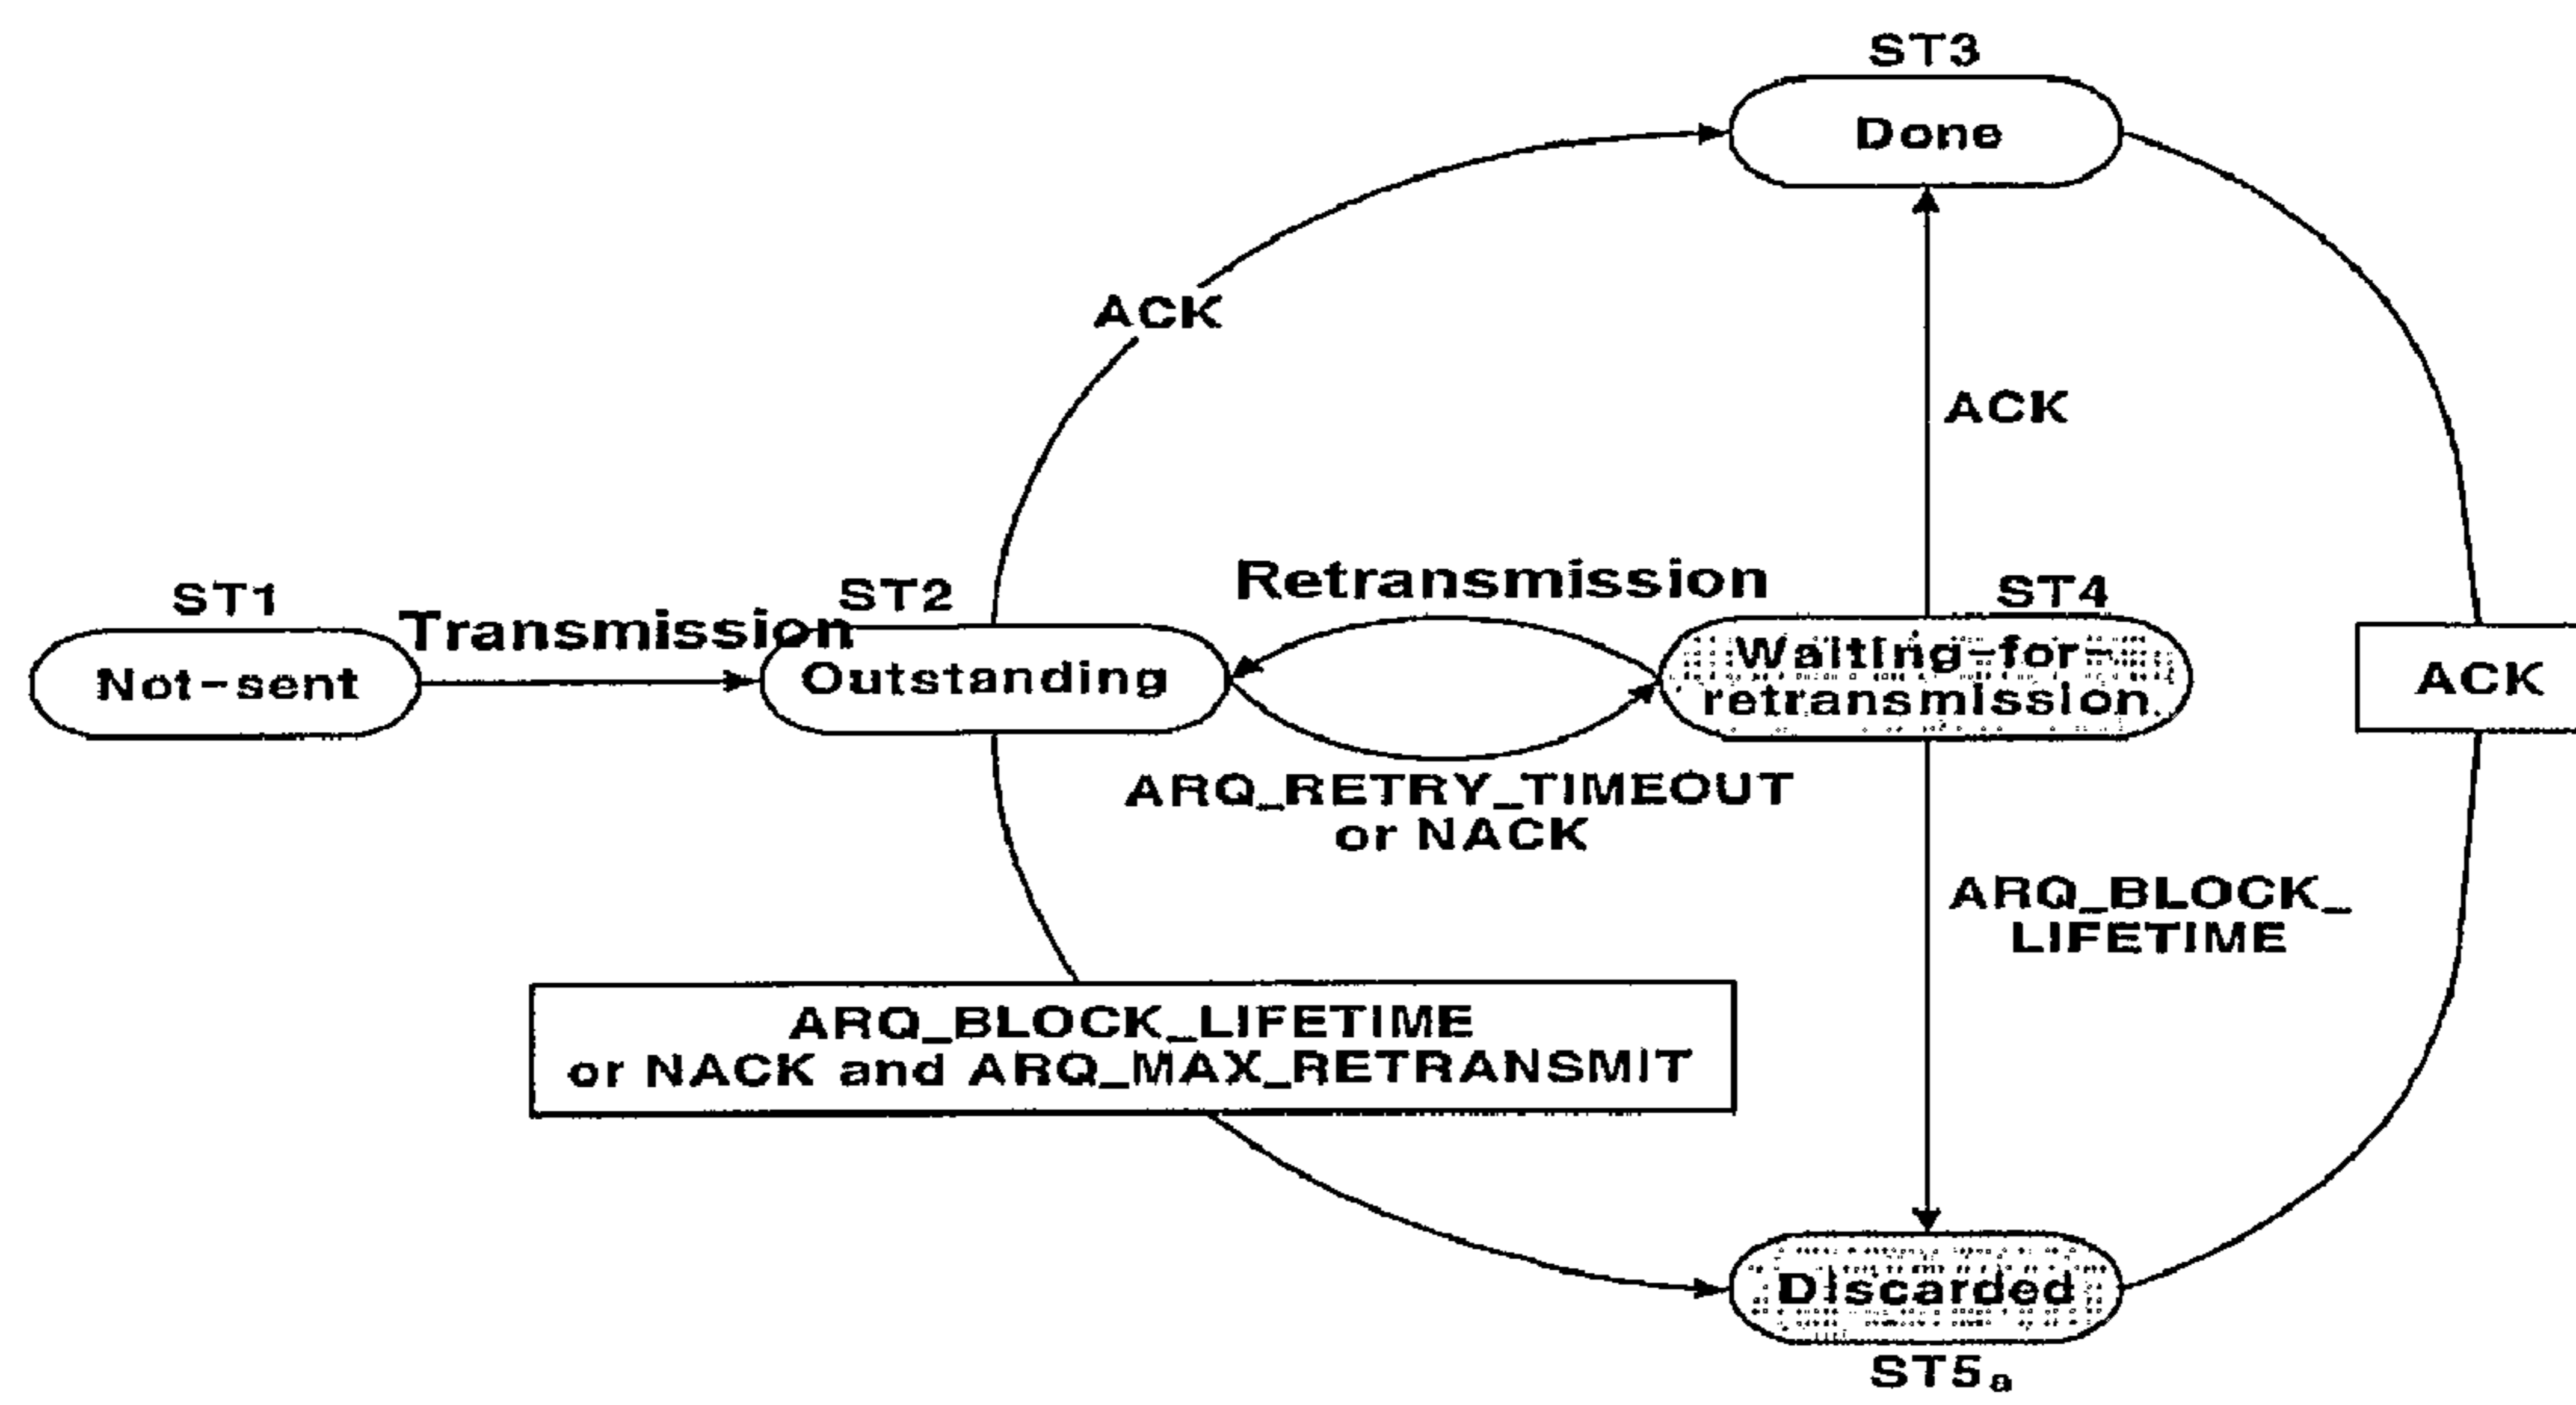 ST3
Done
ACK
ACK
ST1
Transmission
ST2
Retransmission
ST4
Not-sent
Outstanding
Waiting-for-
retransmission
ACK
ARQ_RETRY_TIMEOUT
or NACK
ARQ_BLOCK_
LIFETIME
ARQ_BLOCK_LIFETIME
or NACK and ARQ_MAX_RETRANSMIT
Discarded
ST5a